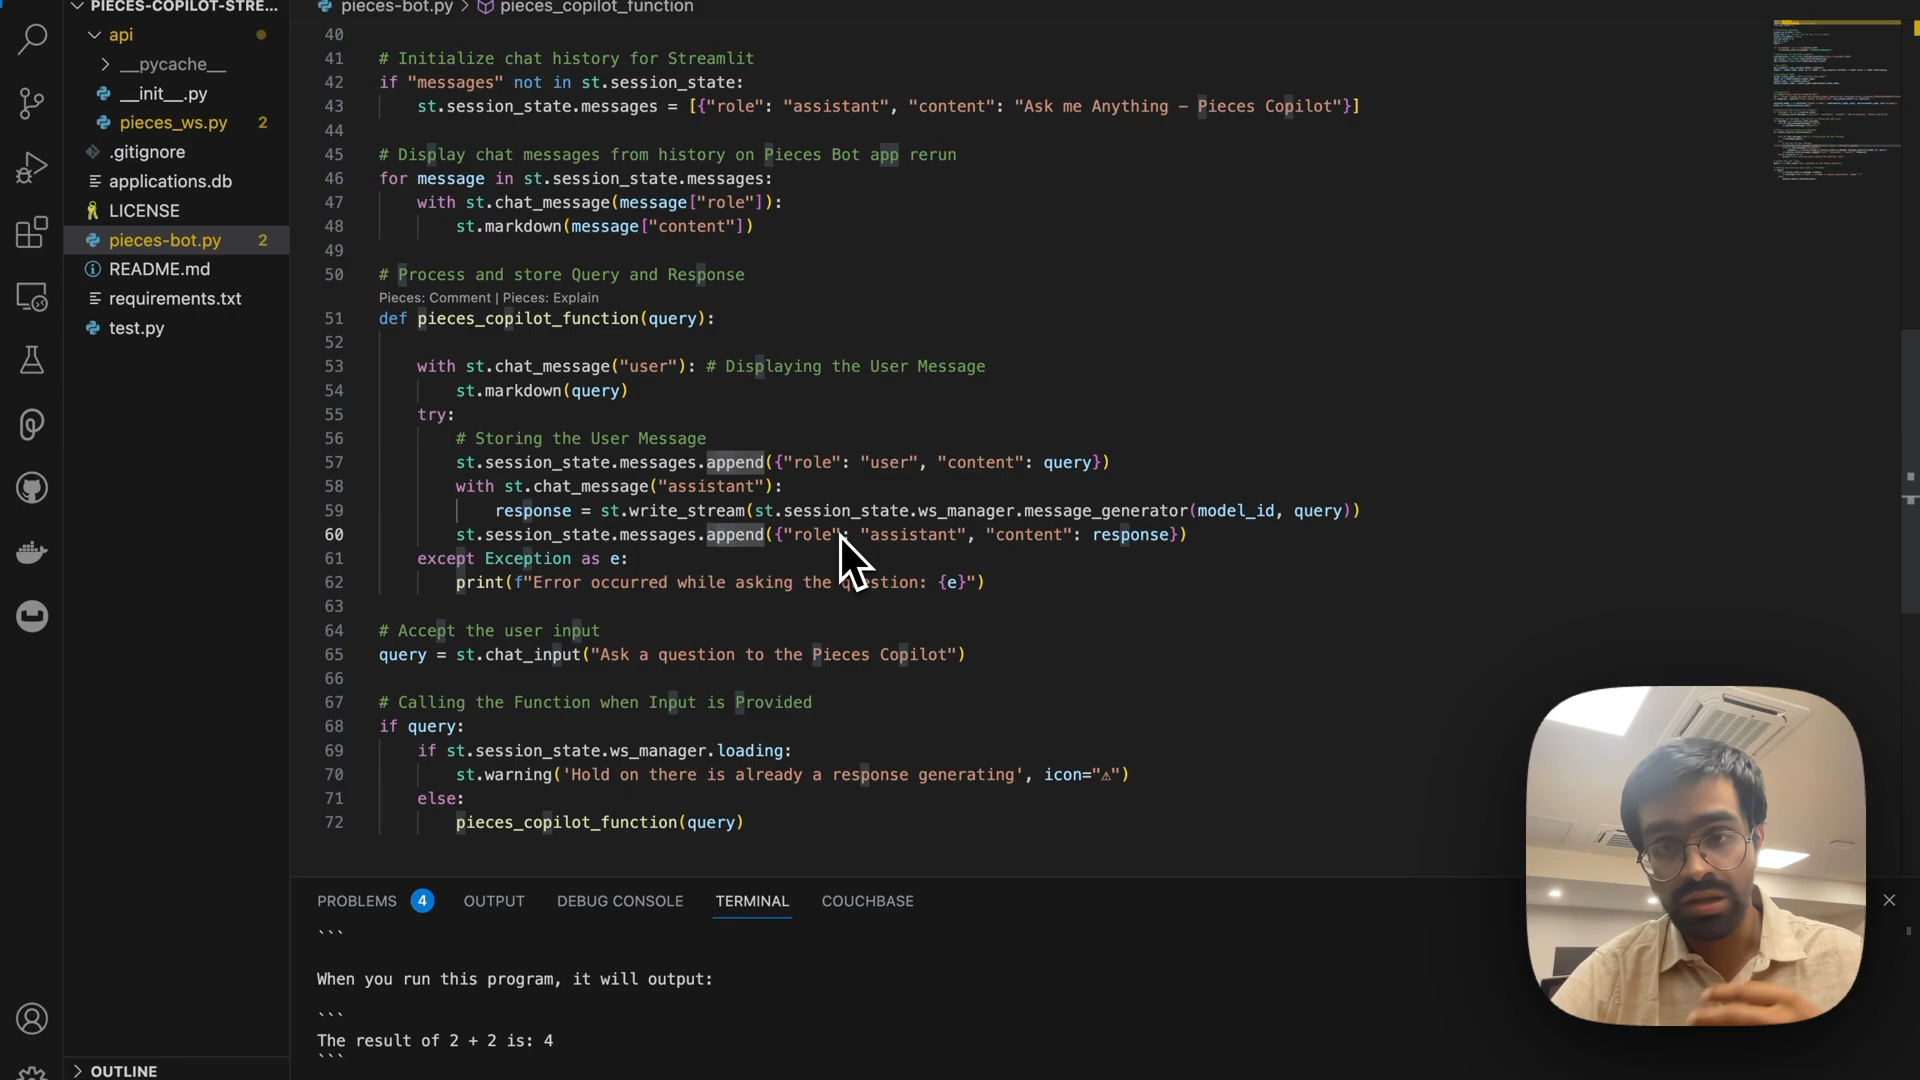 PIECES-COPILOT-STRE...
api
__pycache__
__init__.py
pieces_ws.py 2
.gitignore
applications.db
LICENSE
pieces-bot.py 2
README.md
requirements.txt
test.py
OUTLINE
pieces-bot.py > pieces_copilot_function
40
41 # Initialize chat history for Streamlit
42 if "messages" not in st.session_state:
43 st.session_state.messages = [{"role": "assistant", "content": "Ask me Anything – Pieces Copilot"}]
44
45 # Display chat messages from history on Pieces Bot app rerun
46 for message in st.session_state.messages:
47 with st.chat_message(message["role"]):
48 st.markdown(message["content"])
49
50 # Process and store Query and Response
Pieces: Comment | Pieces: Explain
51 def pieces_copilot_function(query):
52
53 with st.chat_message("user"): # Displaying the User Message
54 st.markdown(query)
55 try:
56 # Storing the User Message
57 st.session_state.messages.append({"role": "user", "content": query})
58 with st.chat_message("assistant"):
59 response = st.write_stream(st.session_state.ws_manager.message_generator(model_id, query))
60 st.session_state.messages.append({"role": "assistant", "content": response})
61 except Exception as e:
62 print(f"Error occurred while asking the question: {e}")
63
64 # Accept the user input
65 query = st.chat_input("Ask a question to the Pieces Copilot")
66
67 # Calling the Function when Input is Provided
68 if query:
69 if st.session_state.ws_manager.loading:
70 st.warning('Hold on there is already a response generating', icon="⚠")
71 else:
72 pieces_copilot_function(query)
PROBLEMS 4 OUTPUT DEBUG CONSOLE TERMINAL COUCHBASE
```
When you run this program, it will output:
```
The result of 2 + 2 is: 4
```